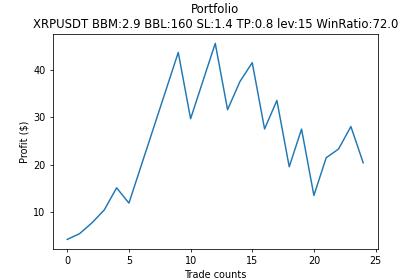 Portfolio
XRPUSDT BBM:2.9 BBL:160 SL:1.4 TP:0.8 lev:15 WinRatio:72.0
40
30
20
10
Profit ($)
0 5 10 15 20 25
Trade counts